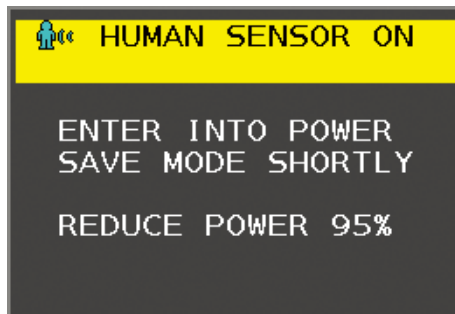 HUMAN SENSOR ON
ENTER INTO POWER
SAVE MODE SHORTLY
REDUCE POWER 95%